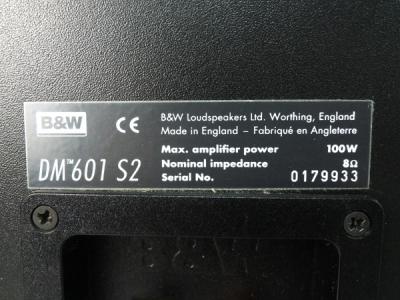 B&W
CE
DM™601 S2
B&W Loudspeakers Ltd. Worthing, England
Made in England – Fabriqué en Angleterre
Max. amplifier power 100W
Nominal impedance 8Ω
Serial No. 0179933
B&W